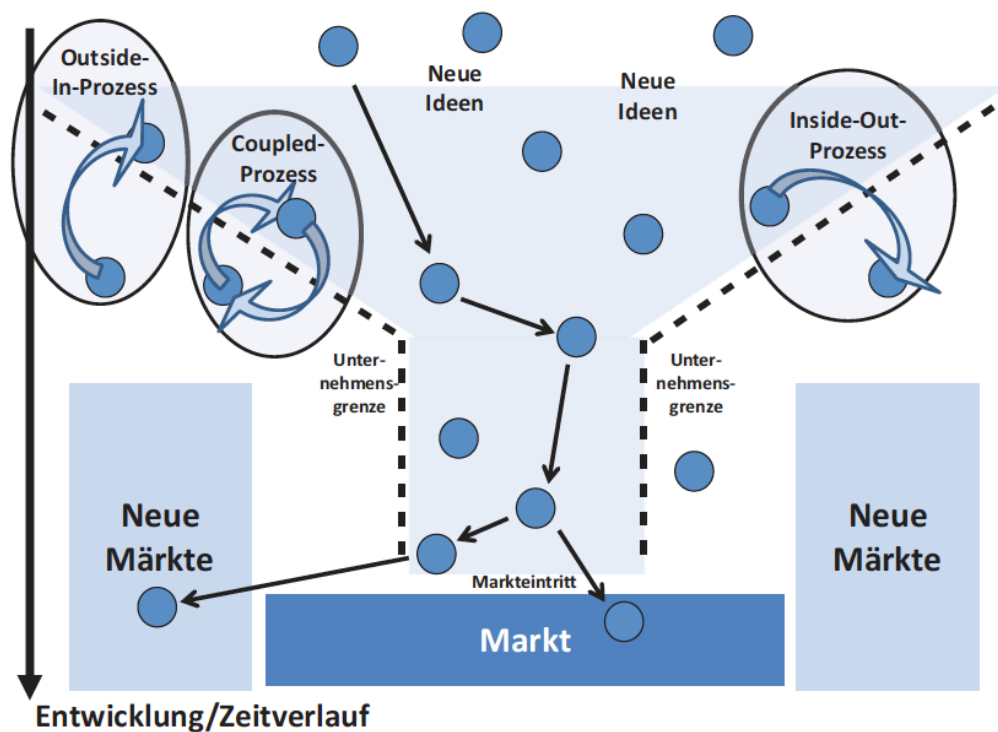 Outside-
In-Prozess
Neue
Ideen
Neue
Ideen
Coupled-
Prozess
Inside-Out-
Prozess
Unter-
nehmens-
grenze
Unter-
nehmens-
grenze
Neue
Märkte
Neue
Märkte
Markteintritt
Markt
Entwicklung/Zeitverlauf